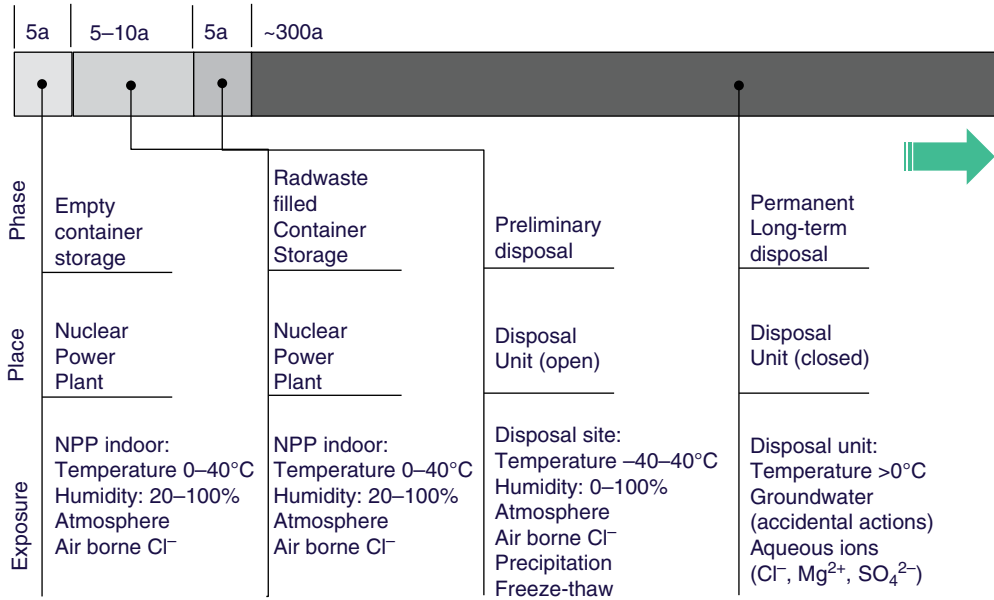 5a
5–10a
5a
~300a
Phase
Empty
container
storage
Radwaste
filled
Container
Storage
Preliminary
disposal
Permanent
Long-term
disposal
Place
Nuclear
Power
Plant
Nuclear
Power
Plant
Disposal
Unit (open)
Disposal
Unit (closed)
Exposure
NPP indoor:
Temperature 0–40°C
Humidity: 20–100%
Atmosphere
Air borne Cl⁻
NPP indoor:
Temperature 0–40°C
Humidity: 20–100%
Atmosphere
Air borne Cl⁻
Disposal site:
Temperature –40–40°C
Humidity: 0–100%
Atmosphere
Air borne Cl⁻
Precipitation
Freeze-thaw
Disposal unit:
Temperature >0°C
Groundwater
(accidental actions)
Aqueous ions
(Cl⁻, Mg²⁺, SO₄²⁻)